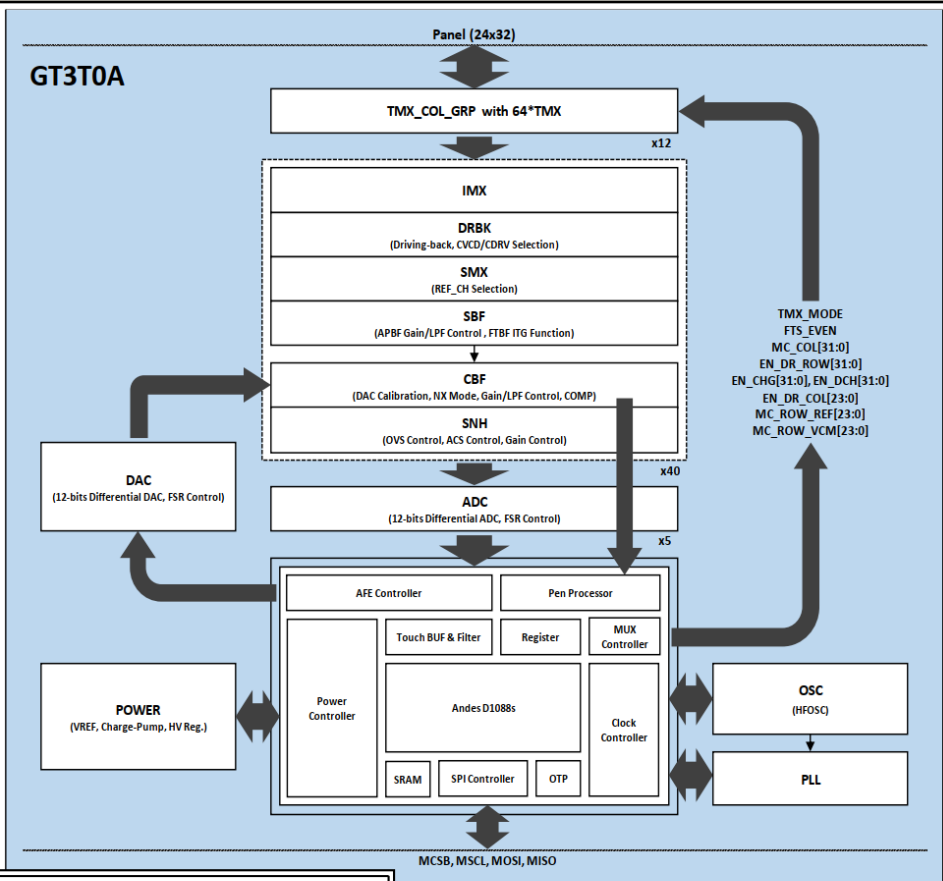 Panel (24x32)
GT3T0A
TMX_COL_GRP with 64*TMX
x12
IMX
DRBK
(Driving-back, CVCD/CDRV Selection)
SMX
(REF_CH Selection)
SBF
(APBF Gain/LPF Control , FTBF ITG Function)
CBF
(DAC Calibration, NX Mode, Gain/LPF Control, COMP)
SNH
(OVS Control, ACS Control, Gain Control)
x40
TMX_MODE
FTS_EVEN
MC_COL[31:0]
EN_DR_ROW[31:0]
EN_CHG[31:0], EN_DCH[31:0]
EN_DR_COL[23:0]
MC_ROW_REF[23:0]
MC_ROW_VCM[23:0]
DAC
(12-bits Differential DAC, FSR Control)
ADC
(12-bits Differential ADC, FSR Control)
x5
AFE Controller
Pen Processor
Touch BUF & Filter
Register
MUX
Controller
Power
Controller
Andes D1088s
Clock
Controller
SRAM
SPI Controller
OTP
POWER
(VREF, Charge-Pump, HV Reg.)
OSC
(HFOSC)
PLL
MCSB, MSCL, MOSI, MISO